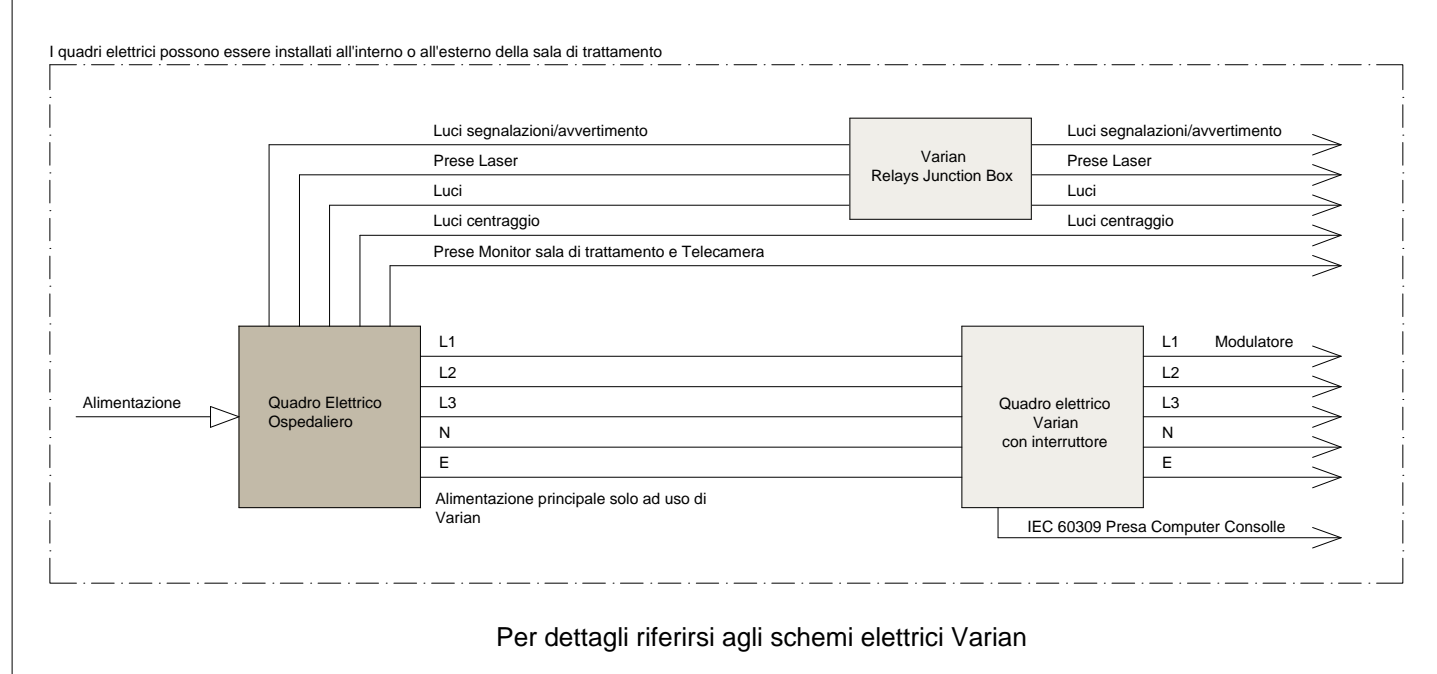 I quadri elettrici possono essere installati all'interno o all'esterno della sala di trattamento
Luci segnalazioni/avvertimento
Prese Laser
Luci
Luci centraggio
Prese Monitor sala di trattamento e Telecamera
Varian
Relays Junction Box
Luci segnalazioni/avvertimento
Prese Laser
Luci
Luci centraggio
Alimentazione
Quadro Elettrico
Ospedaliero
L1
L2
L3
N
E
Alimentazione principale solo ad uso di
Varian
Quadro elettrico
Varian
con interruttore
L1 Modulatore
L2
L3
N
E
IEC 60309 Presa Computer Consolle
Per dettagli riferirsi agli schemi elettrici Varian